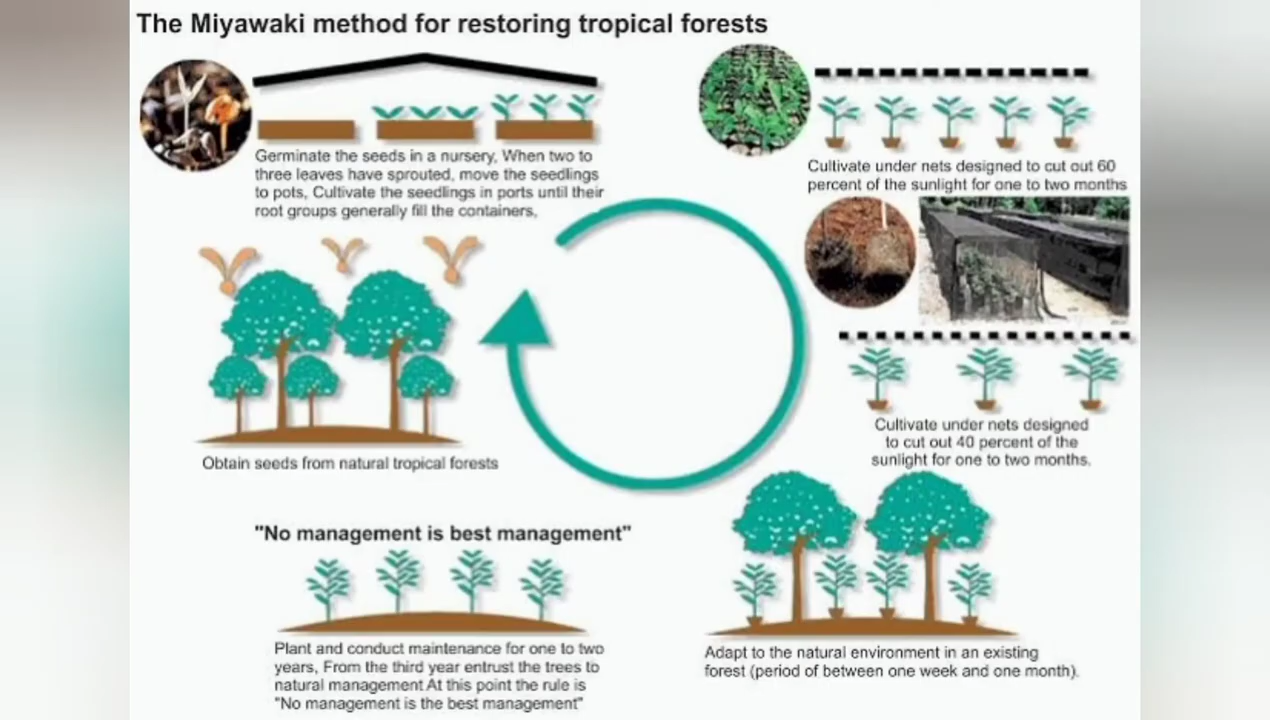 The Miyawaki method for restoring tropical forests
Germinate the seeds in a nursery, When two to
three leaves have sprouted, move the seedlings
to pots, Cultivate the seedlings in ports until their
root groups generally fill the containers,
Cultivate under nets designed to cut out 60
percent of the sunlight for one to two months
Cultivate under nets designed
to cut out 40 percent of the
sunlight for one to two months.
Adapt to the natural environment in an existing
forest (period of between one week and one month).
"No management is best management"
Plant and conduct maintenance for one to two
years, From the third year entrust the trees to
natural management At this point the rule is
"No management is the best management"
Obtain seeds from natural tropical forests